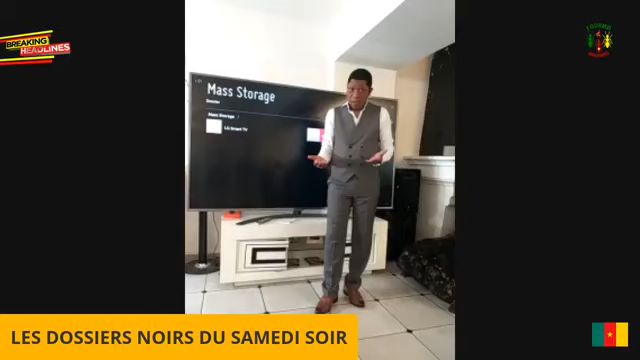 BREAKING
HEADLINES
Mass Storage
Mass Storage /
LG Smart TV
LES DOSSIERS NOIRS DU SAMEDI SOIR